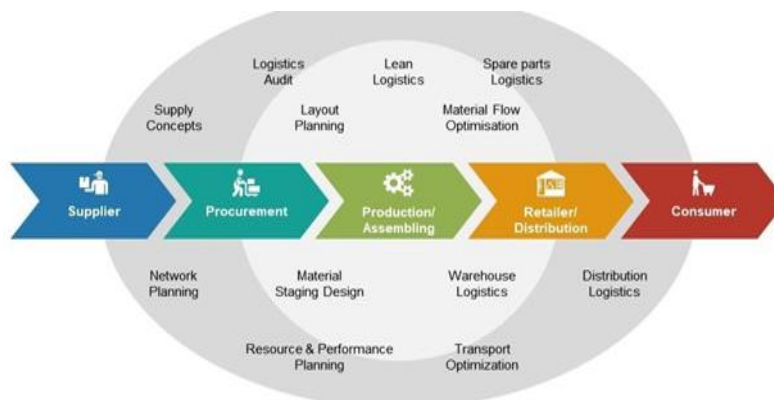 Logistics
Audit
Lean
Logistics
Spare parts
Logistics
Supply
Concepts
Layout
Planning
Material Flow
Optimisation
Supplier
Procurement
Production/
Assembling
Retailer/
Distribution
Consumer
Network
Planning
Material
Staging Design
Warehouse
Logistics
Distribution
Logistics
Resource & Performance
Planning
Transport
Optimization